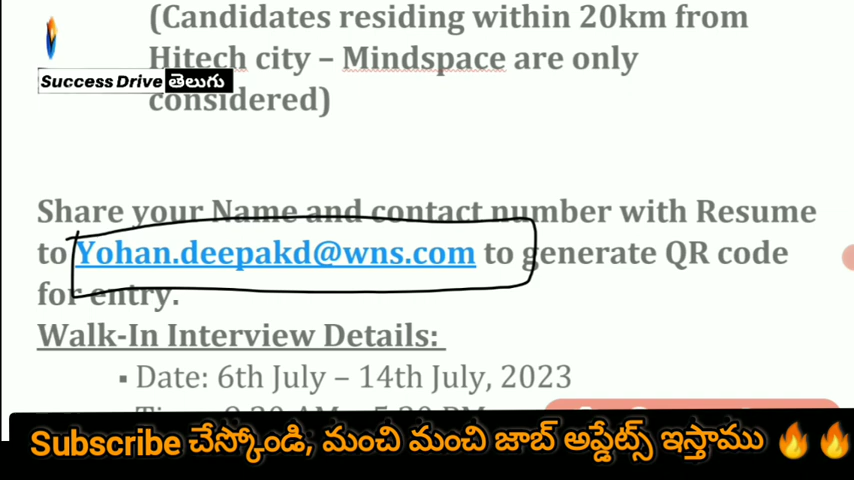 (Candidates residing within 20km from
Hitech city – Mindspace are only
Success Drive తెలుగు
considered)
Share your Name and contact number with Resume
to Yohan.deepakd@wns.com to generate QR code
for entry.
Walk-In Interview Details:
▪ Date: 6th July – 14th July, 2023
Subscribe చేస్కోండి, మంచి మంచి జాబ్ అప్డేట్స్ ఇస్తాము 🔥🔥